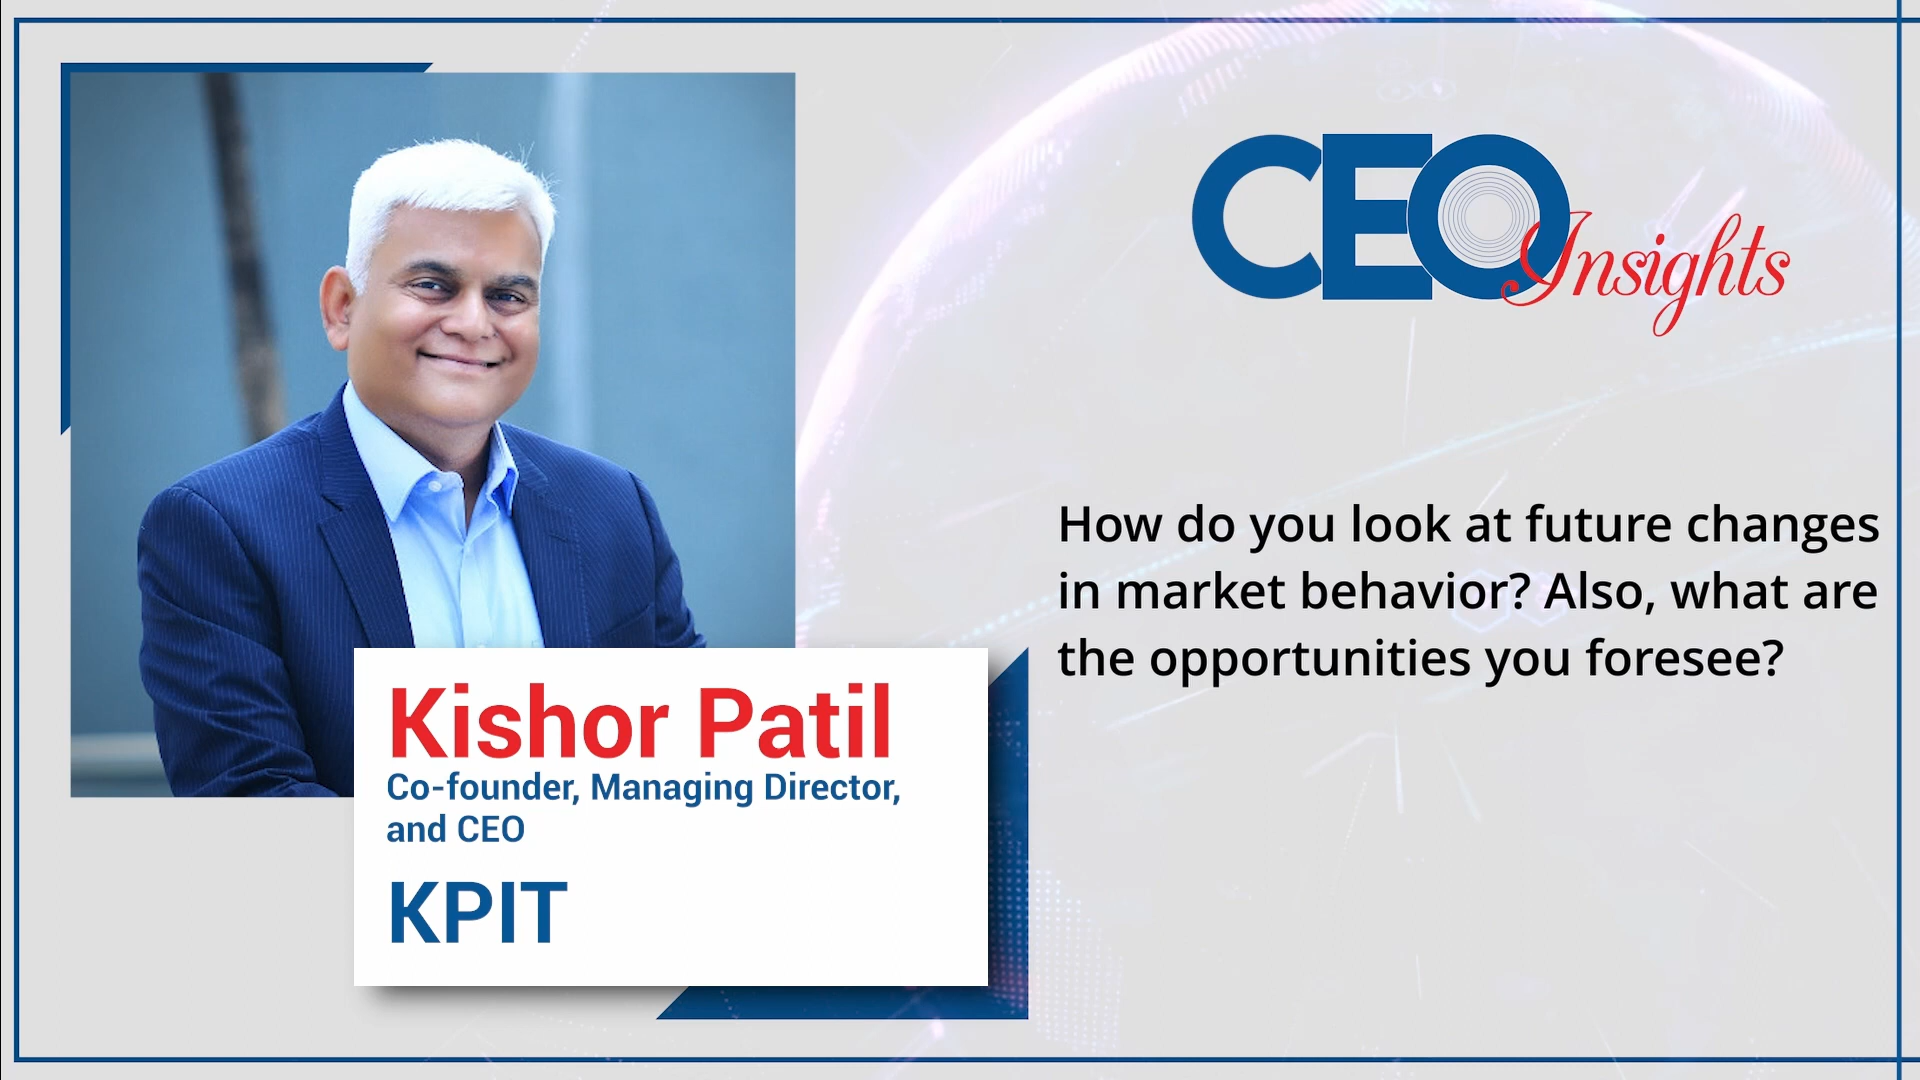 CEO Insights
How do you look at future changes
in market behavior? Also, what are
the opportunities you foresee?
Kishor Patil
Co-founder, Managing Director,
and CEO
KPIT